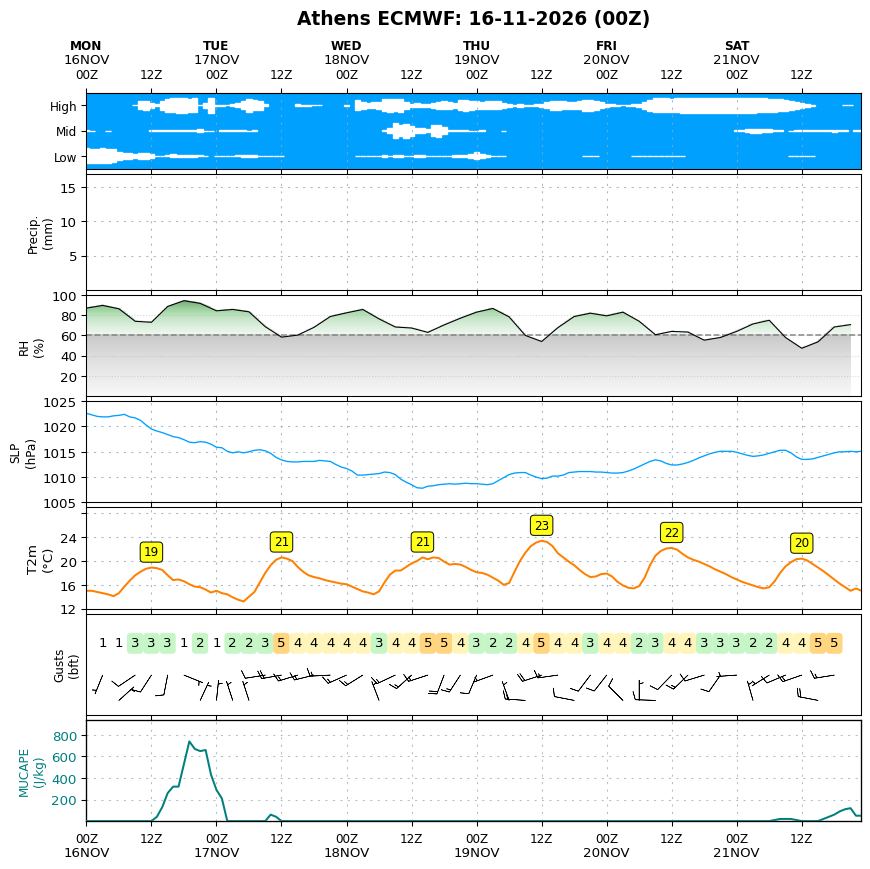 Athens ECMWF: 16-11-2026 (00Z)
MON TUE WED THU FRI SAT
16NOV 17NOV 18NOV 19NOV 20NOV 21NOV
00Z 12Z 00Z 12Z 00Z 12Z 00Z 12Z 00Z 12Z 00Z 12Z
High
Mid
Low
Precip.
(mm)
15
10
5
RH
(%)
100
80
60
40
20
SLP
(hPa)
1025
1020
1015
1010
1005
T2m
(°C)
24
20
16
12
19 21 21 23 22 20
Gusts
(bft)
1 1 3 3 3 1 2 1 2 2 3 5 4 4 4 4 4 3 4 4 5 5 4 3 2 2 4 5 4 4 3 4 4 2 3 4 4 3 3 3 2 2 4 4 5 5
MUCAPE
(J/kg)
800
600
400
200
00Z 12Z 00Z 12Z 00Z 12Z 00Z 12Z 00Z 12Z 00Z 12Z
16NOV 17NOV 18NOV 19NOV 20NOV 21NOV